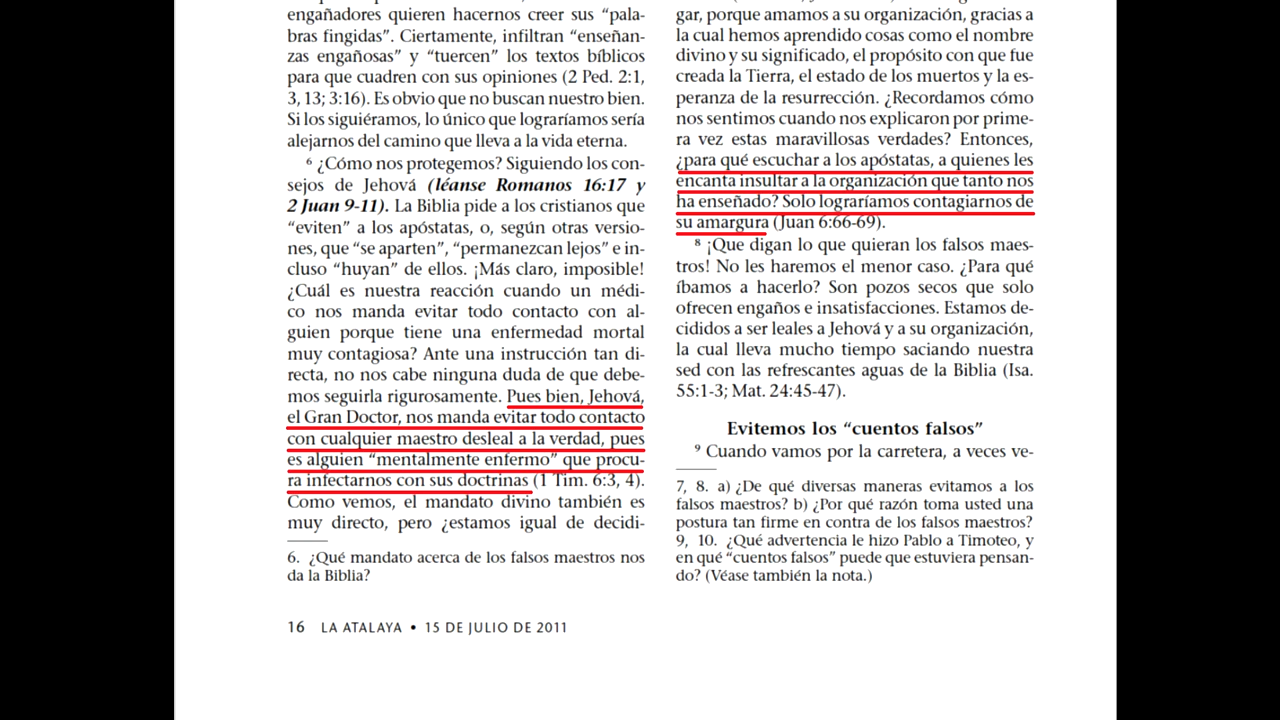 engañadores quieren hacernos creer sus “pala-
bras fingidas”. Ciertamente, infiltran “enseñan-
zas engañosas” y “tuercen” los textos bíblicos
para que cuadren con sus opiniones (2 Ped. 2:1,
3, 13; 3:16). Es obvio que no buscan nuestro bien.
Si los siguiéramos, lo único que lograríamos sería
alejarnos del camino que lleva a la vida eterna.
6 ¿Cómo nos protegemos? Siguiendo los con-
sejos de Jehová (léanse Romanos 16:17 y
2 Juan 9-11). La Biblia pide a los cristianos que
“eviten” a los apóstatas, o, según otras versio-
nes, que “se aparten”, “permanezcan lejos” e in-
cluso “huyan” de ellos. ¡Más claro, imposible!
¿Cuál es nuestra reacción cuando un médi-
co nos manda evitar todo contacto con al-
guien porque tiene una enfermedad mortal
muy contagiosa? Ante una instrucción tan di-
recta, no nos cabe ninguna duda de que debe-
mos seguirla rigurosamente. Pues bien, Jehová,
el Gran Doctor, nos manda evitar todo contacto
con cualquier maestro desleal a la verdad, pues
es alguien “mentalmente enfermo” que procu-
ra infectarnos con sus doctrinas (1 Tim. 6:3, 4).
Como vemos, el mandato divino también es
muy directo, pero ¿estamos igual de decidi-
6. ¿Qué mandato acerca de los falsos maestros nos
da la Biblia?
gar, porque amamos a su organización, gracias a
la cual hemos aprendido cosas como el nombre
divino y su significado, el propósito con que fue
creada la Tierra, el estado de los muertos y la es-
peranza de la resurrección. ¿Recordamos cómo
nos sentimos cuando nos explicaron por prime-
ra vez estas maravillosas verdades? Entonces,
¿para qué escuchar a los apóstatas, a quienes les
encanta insultar a la organización que tanto nos
ha enseñado? Solo lograríamos contagiarnos de
su amargura (Juan 6:66-69).
8 ¡Que digan lo que quieran los falsos maes-
tros! No les haremos el menor caso. ¿Para qué
íbamos a hacerlo? Son pozos secos que solo
ofrecen engaños e insatisfacciones. Estamos de-
cididos a ser leales a Jehová y a su organización,
la cual lleva mucho tiempo saciando nuestra
sed con las refrescantes aguas de la Biblia (Isa.
55:1-3; Mat. 24:45-47).
Evitemos los “cuentos falsos”
9 Cuando vamos por la carretera, a veces ve-
7, 8. a) ¿De qué diversas maneras evitamos a los
falsos maestros? b) ¿Por qué razón toma usted una
postura tan firme en contra de los falsos maestros?
9, 10. ¿Qué advertencia le hizo Pablo a Timoteo, y
en qué “cuentos falsos” puede que estuviera pensan-
do? (Véase también la nota.)
16 LA ATALAYA • 15 DE JULIO DE 2011